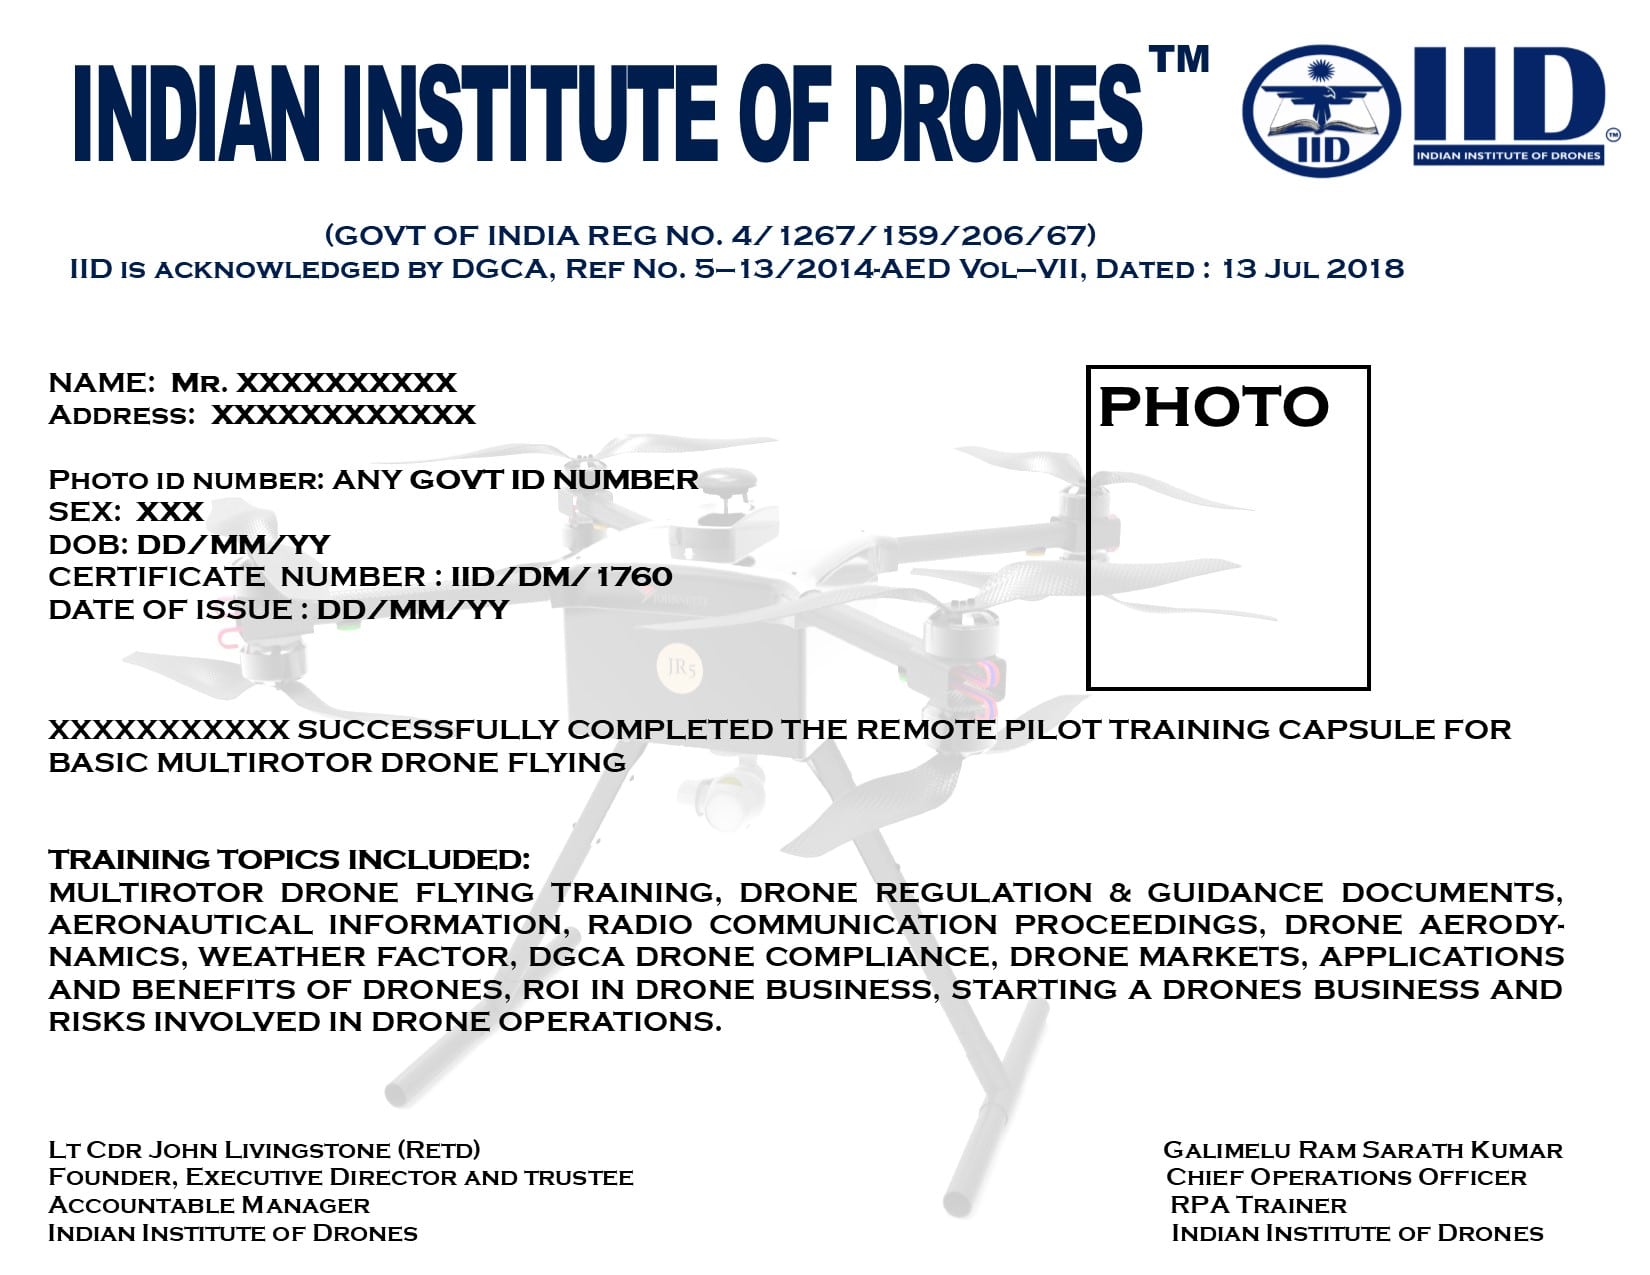 INDIAN INSTITUTE OF DRONES™
IID
IID™
INDIAN INSTITUTE OF DRONES
(GOVT OF INDIA REG NO. 4/1267/159/206/67)
IID IS ACKNOWLEDGED BY DGCA, REF NO. 5–13/2014-AED VOL–VII, DATED : 13 JUL 2018
NAME: MR. XXXXXXXXXX
ADDRESS: XXXXXXXXXXXX
PHOTO
PHOTO ID NUMBER: ANY GOVT ID NUMBER
SEX: XXX
DOB: DD/MM/YY
CERTIFICATE NUMBER : IID/DM/1760
DATE OF ISSUE : DD/MM/YY
JOHNNETTE
JR5
XXXXXXXXXXX SUCCESSFULLY COMPLETED THE REMOTE PILOT TRAINING CAPSULE FOR
BASIC MULTIROTOR DRONE FLYING
TRAINING TOPICS INCLUDED:
MULTIROTOR DRONE FLYING TRAINING, DRONE REGULATION & GUIDANCE DOCUMENTS,
AERONAUTICAL INFORMATION, RADIO COMMUNICATION PROCEEDINGS, DRONE AERODY-
NAMICS, WEATHER FACTOR, DGCA DRONE COMPLIANCE, DRONE MARKETS, APPLICATIONS
AND BENEFITS OF DRONES, ROI IN DRONE BUSINESS, STARTING A DRONES BUSINESS AND
RISKS INVOLVED IN DRONE OPERATIONS.
LT CDR JOHN LIVINGSTONE (RETD)
FOUNDER, EXECUTIVE DIRECTOR AND TRUSTEE
ACCOUNTABLE MANAGER
INDIAN INSTITUTE OF DRONES
GALIMELU RAM SARATH KUMAR
CHIEF OPERATIONS OFFICER
RPA TRAINER
INDIAN INSTITUTE OF DRONES